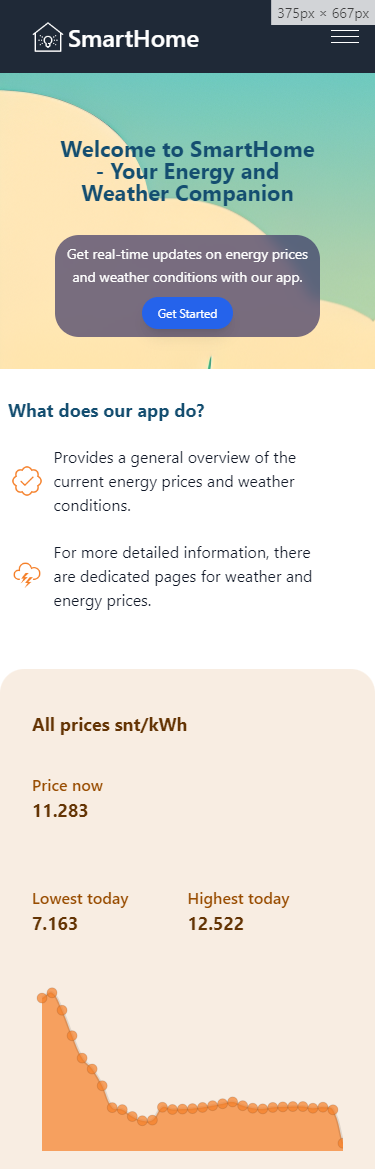 375px × 667px
SmartHome
Welcome to SmartHome
- Your Energy and
Weather Companion
Get real-time updates on energy prices
and weather conditions with our app.
Get Started
What does our app do?
Provides a general overview of the
current energy prices and weather
conditions.
For more detailed information, there
are dedicated pages for weather and
energy prices.
All prices snt/kWh
Price now
11.283
Lowest today
7.163
Highest today
12.522